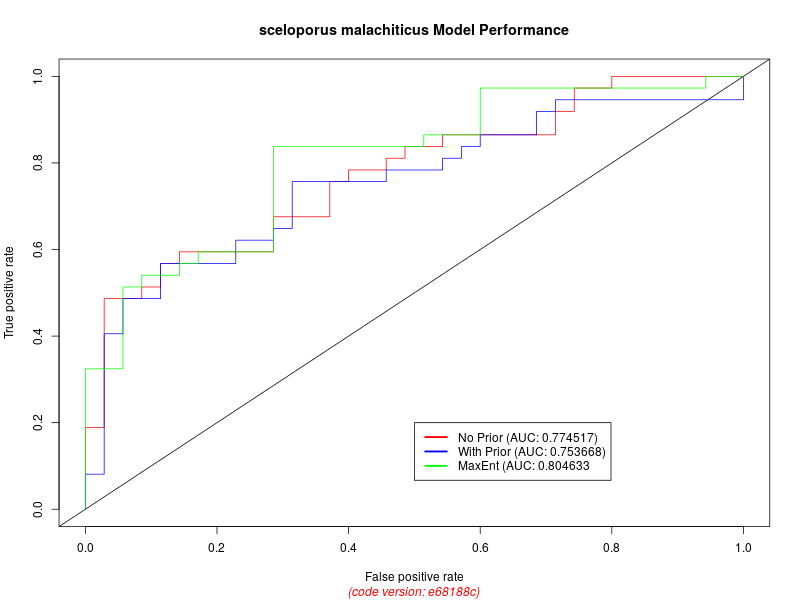 sceloporus malachiticus Model Performance
True positive rate
1.0
0.8
0.6
0.4
0.2
0.0
No Prior (AUC: 0.774517)
With Prior (AUC: 0.753668)
MaxEnt (AUC: 0.804633
0.0 0.2 0.4 0.6 0.8 1.0
False positive rate
(code version: e68188c)